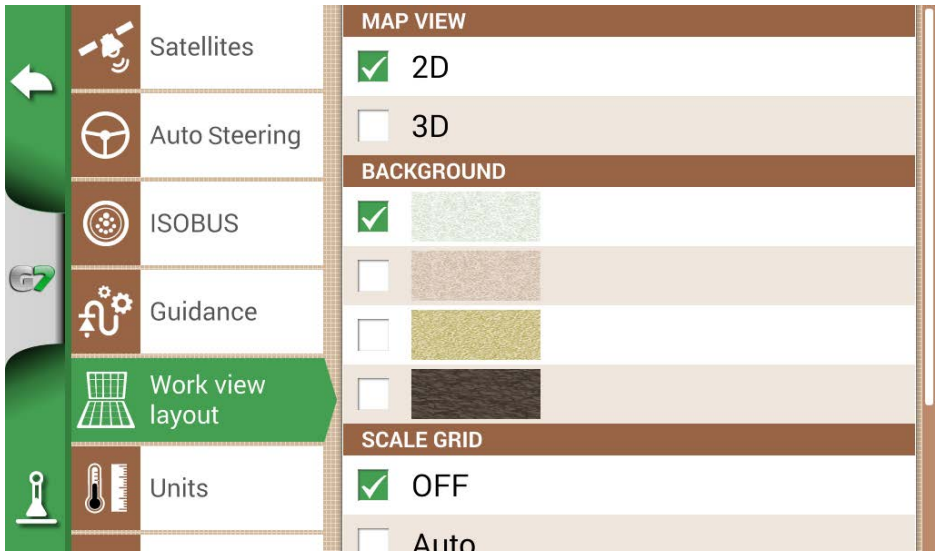 Satellites
Auto Steering
ISOBUS
G7
Guidance
Work view
layout
Units
MAP VIEW
2D
3D
BACKGROUND
SCALE GRID
OFF
Auto